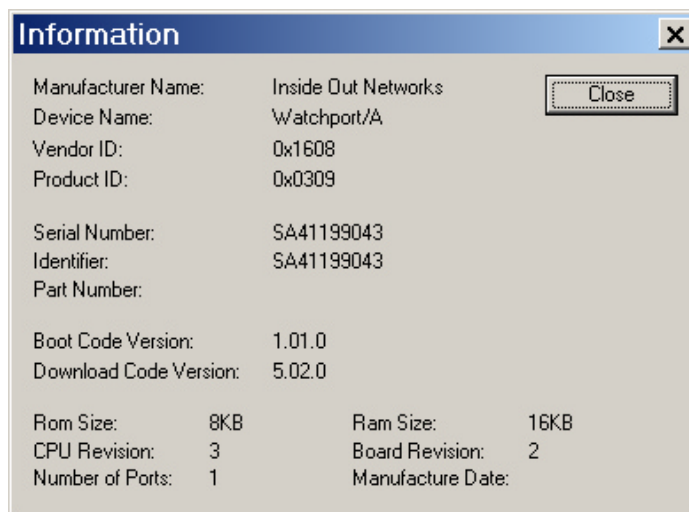 Information
Manufacturer Name: Inside Out Networks
Close
Device Name: Watchport/A
Vendor ID: 0x1608
Product ID: 0x0309
Serial Number: SA41199043
Identifier: SA41199043
Part Number:
Boot Code Version: 1.01.0
Download Code Version: 5.02.0
Rom Size: 8KB Ram Size: 16KB
CPU Revision: 3 Board Revision: 2
Number of Ports: 1 Manufacture Date: